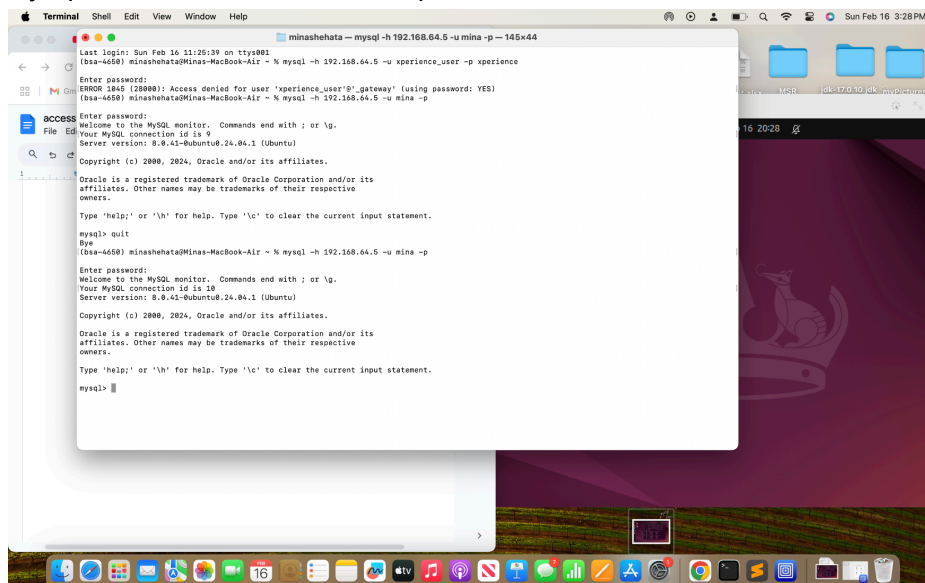 Terminal Shell Edit View Window Help
Sun Feb 16 3:28 PM
minashehata — mysql -h 192.168.64.5 -u mina -p — 145×44
Last login: Sun Feb 16 11:25:39 on ttys001
(bsa-4650) minashehata@Minas-MacBook-Air ~ % mysql -h 192.168.64.5 -u xperience_user -p xperience
Enter password:
ERROR 1045 (28000): Access denied for user 'xperience_user'@'_gateway' (using password: YES)
(bsa-4650) minashehata@Minas-MacBook-Air ~ % mysql -h 192.168.64.5 -u mina -p
Enter password:
Welcome to the MySQL monitor.  Commands end with ; or \g.
Your MySQL connection id is 9
Server version: 8.0.41-0ubuntu0.24.04.1 (Ubuntu)
Copyright (c) 2000, 2024, Oracle and/or its affiliates.
Oracle is a registered trademark of Oracle Corporation and/or its
affiliates. Other names may be trademarks of their respective
owners.
Type 'help;' or '\h' for help. Type '\c' to clear the current input statement.
mysql> quit
Bye
(bsa-4650) minashehata@Minas-MacBook-Air ~ % mysql -h 192.168.64.5 -u mina -p
Enter password:
Welcome to the MySQL monitor.  Commands end with ; or \g.
Your MySQL connection id is 10
Server version: 8.0.41-0ubuntu0.24.04.1 (Ubuntu)
Copyright (c) 2000, 2024, Oracle and/or its affiliates.
Oracle is a registered trademark of Oracle Corporation and/or its
affiliates. Other names may be trademarks of their respective
owners.
Type 'help;' or '\h' for help. Type '\c' to clear the current input statement.
mysql>
Gm
access
File Edi
1
MSR
jdk-17.0.10.jdk
myPictures
16 20:28
FEB
16
tv